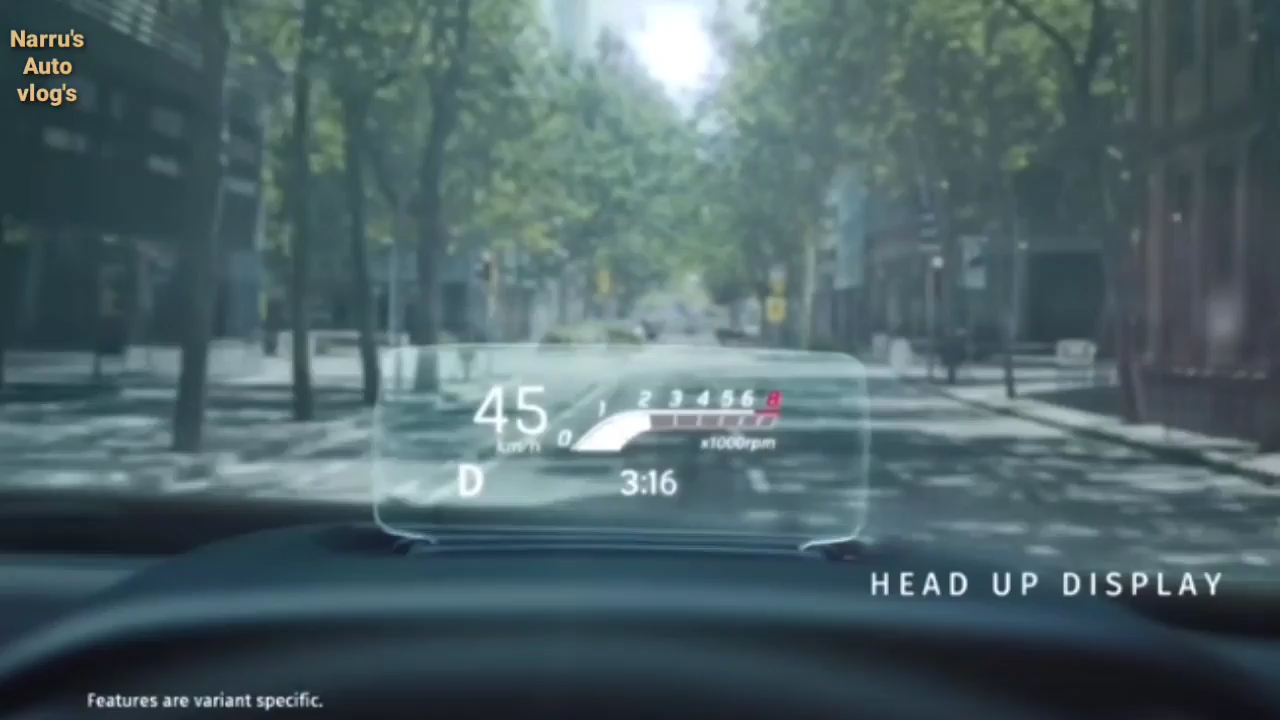 Narru's
Auto
vlog's
45
km/h
0 1 2 3 4 5 6 8
x1000rpm
D
3:16
HEAD UP DISPLAY
Features are variant specific.